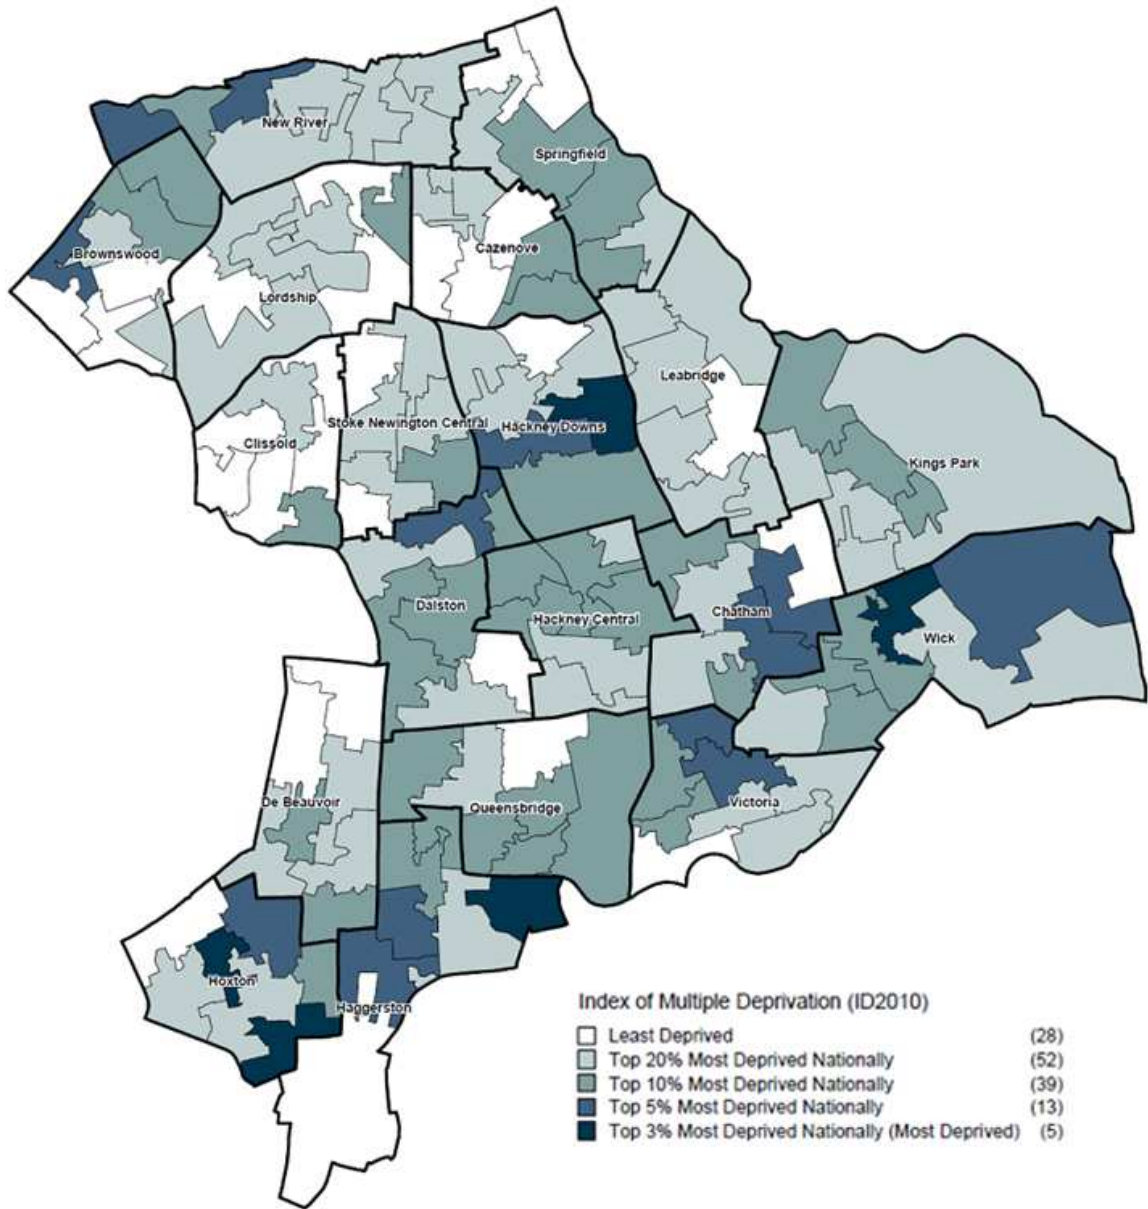 New River
Springfield
Brownswood
Cazenove
Lordship
Leabridge
Clissold
Stoke Newington Central
Hackney Downs
Kings Park
Dalston
Hackney Central
Chatham
Wick
De Beauvoir
Queensbridge
Victoria
Hoxton
Haggerston
Index of Multiple Deprivation (ID2010)
Least Deprived (28)
Top 20% Most Deprived Nationally (52)
Top 10% Most Deprived Nationally (39)
Top 5% Most Deprived Nationally (13)
Top 3% Most Deprived Nationally (Most Deprived) (5)